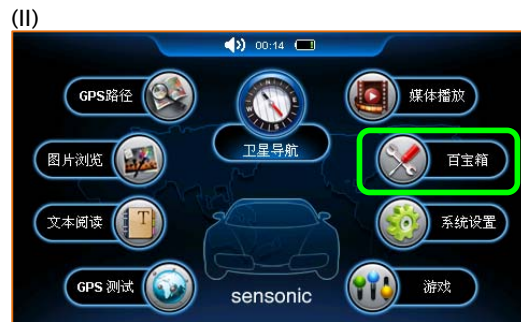 (II)
00:14
GPS路径
媒体播放
卫星导航
图片浏览
百宝箱
文本阅读
T
系统设置
GPS 测试
sensonic
游戏